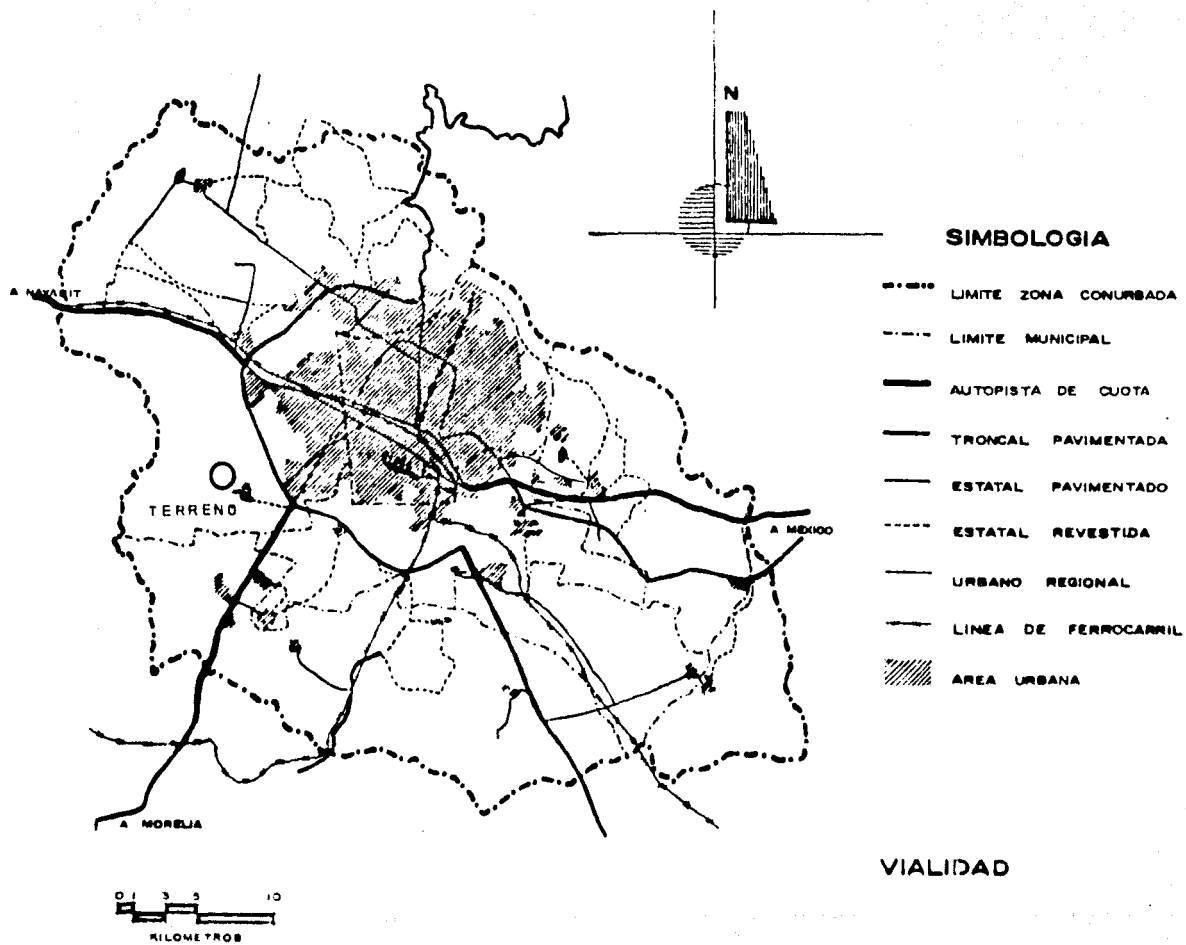 N
SIMBOLOGIA
LIMITE ZONA CONURBADA
LIMITE MUNICIPAL
AUTOPISTA DE CUOTA
TRONCAL PAVIMENTADA
ESTATAL PAVIMENTADO
ESTATAL REVESTIDA
URBANO REGIONAL
LINEA DE FERROCARRIL
AREA URBANA
A NAYARIT
TERRENO
A MEXICO
A MORELIA
VIALIDAD
0 1 3 5 10
KILOMETROS